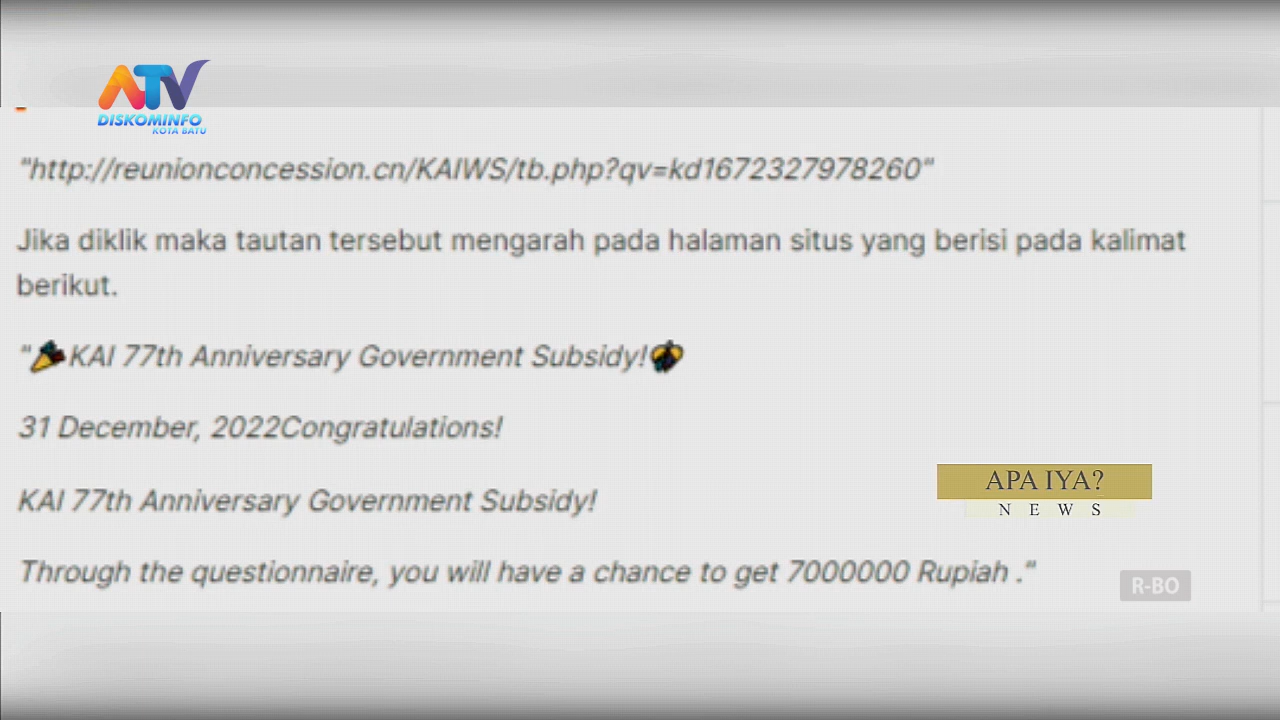 ATV
DISKOMINFO
KOTA BATU
"http://reunionconcession.cn/KAIWS/tb.php?qv=kd1672327978260"
Jika diklik maka tautan tersebut mengarah pada halaman situs yang berisi pada kalimat
berikut.
"🎉KAI 77th Anniversary Government Subsidy!💰
31 December, 2022Congratulations!
KAI 77th Anniversary Government Subsidy!
Through the questionnaire, you will have a chance to get 7000000 Rupiah ."
APA IYA?
NEWS
R-BO